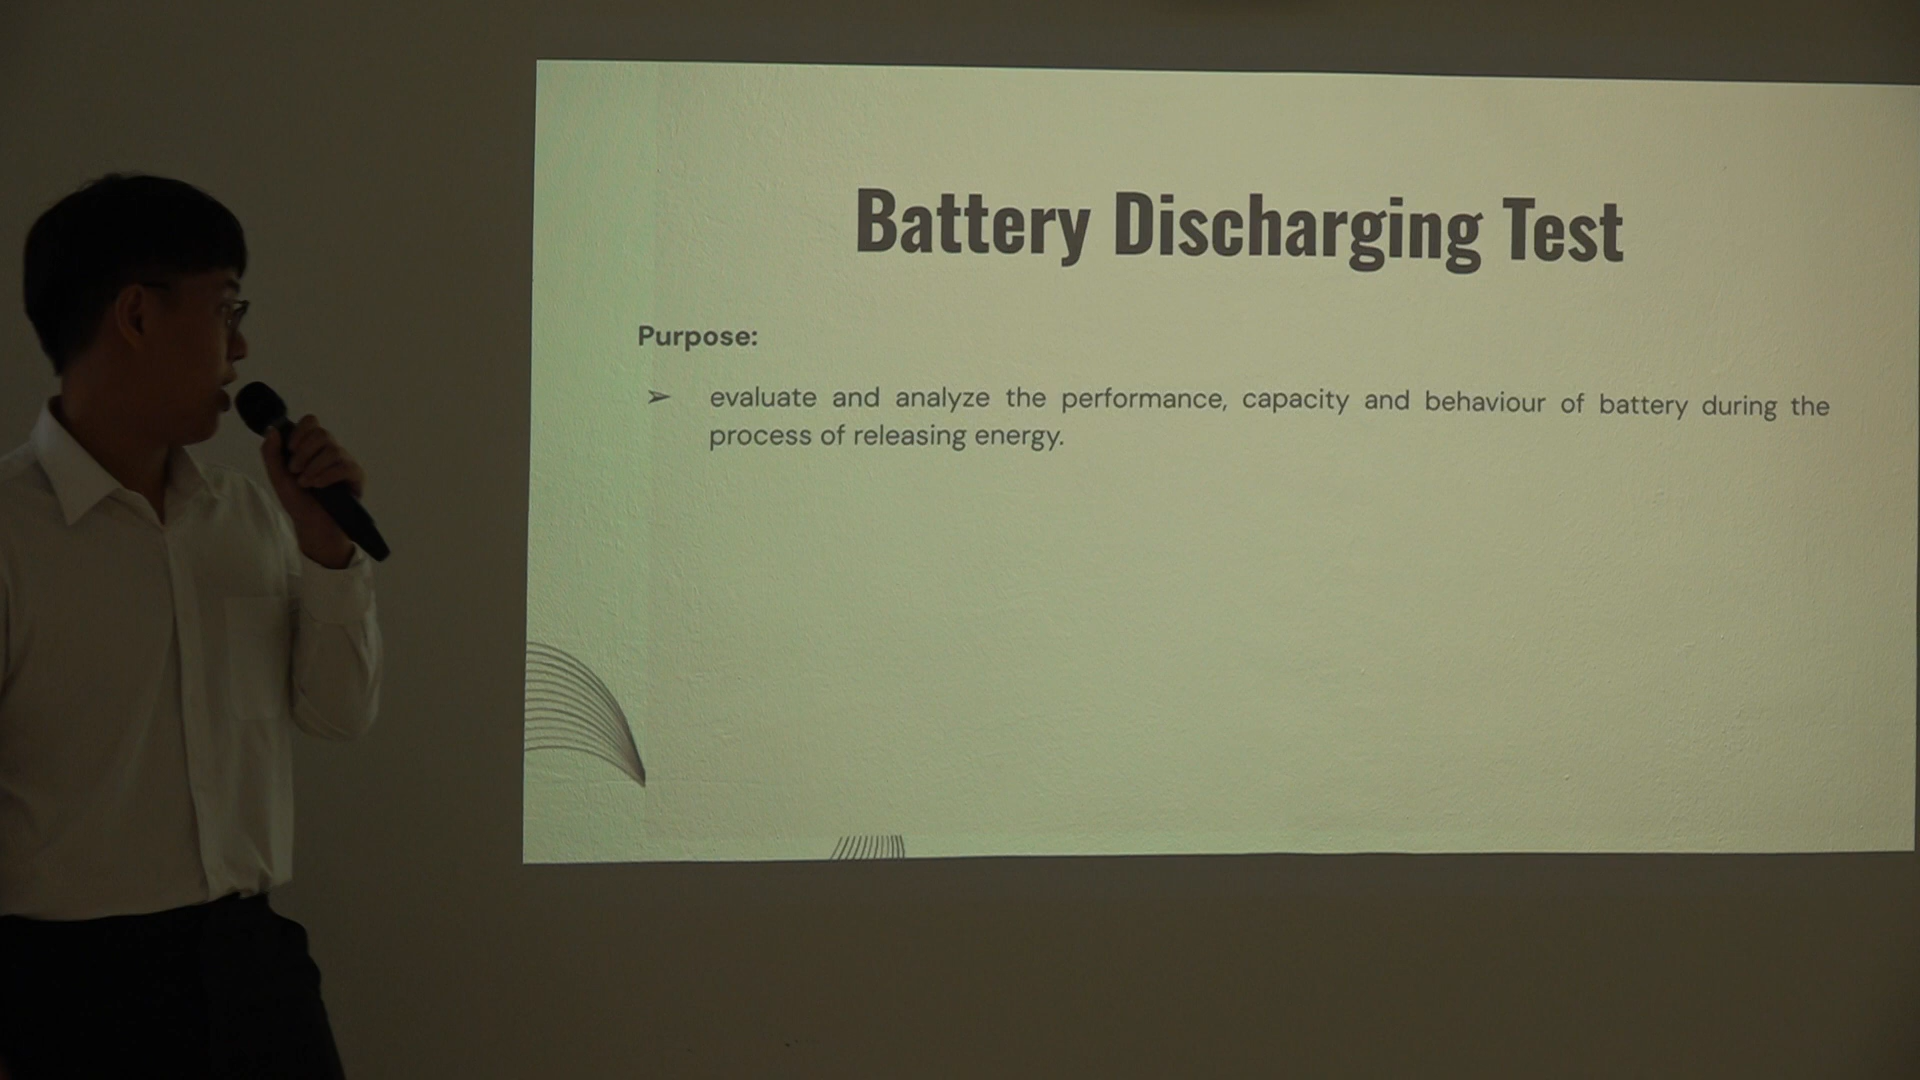 Battery Discharging Test
Purpose:
➢ evaluate and analyze the performance, capacity and behaviour of battery during the
process of releasing energy.